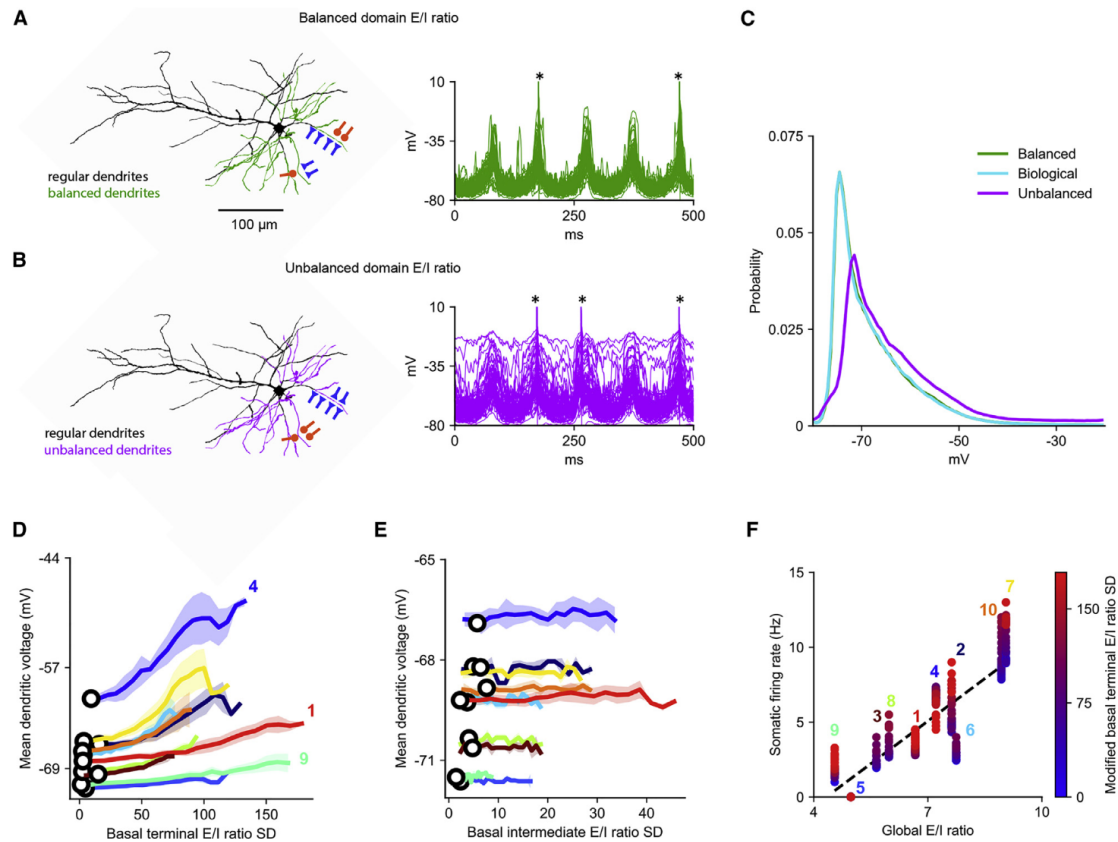 A
Balanced domain E/I ratio
regular dendrites
balanced dendrites
100 µm
10
-35
-80
mV
* *
0 250 500
ms
B
Unbalanced domain E/I ratio
regular dendrites
unbalanced dendrites
10
-35
-80
mV
* * *
0 250 500
ms
C
0.075
0.05
0.025
0
Probability
Balanced
Biological
Unbalanced
-70 -50 -30
mV
D
-44
-57
-69
Mean dendritic voltage (mV)
4
1
9
0 50 100 150
Basal terminal E/I ratio SD
E
-65
-68
-71
Mean dendritic voltage (mV)
0 10 20 30 40
Basal intermediate E/I ratio SD
F
15
10
5
0
Somatic firing rate (Hz)
7
10
2
4
8
3
1
6
9
5
4 7 10
Global E/I ratio
150
75
0
Modified basal terminal E/I ratio SD